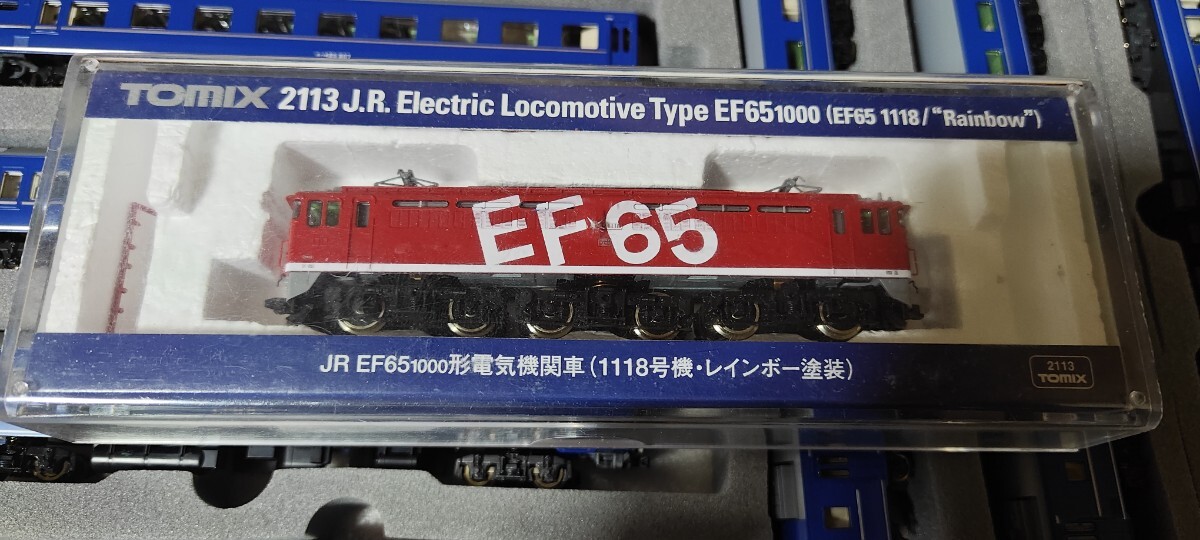 TOMIX 2113 J.R. Electric Locomotive Type EF651000 (EF65 1118/"Rainbow")
EF65
JR EF651000形電気機関車(1118号機・レインボー塗装)
2113
TOMIX